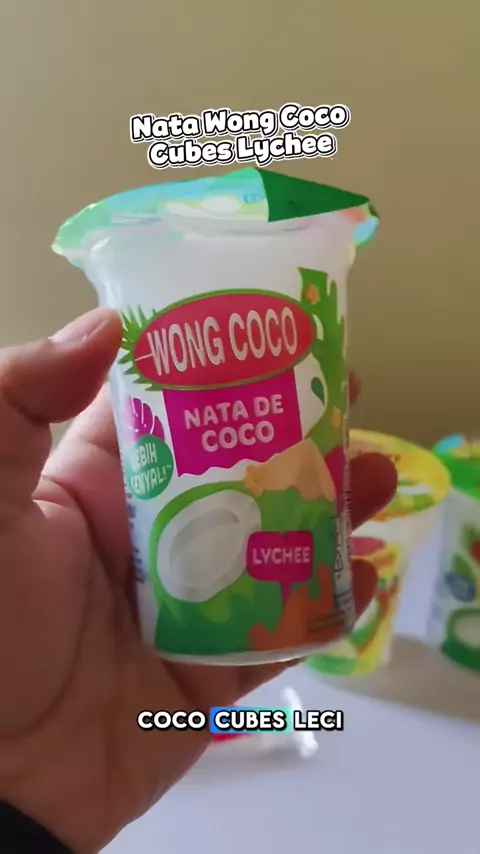 Nata Wong Coco
Cubes Lychee
WONG COCO
NATA DE
COCO
LEBIH
KENYAL!
LYCHEE
COCO CUBES LECI